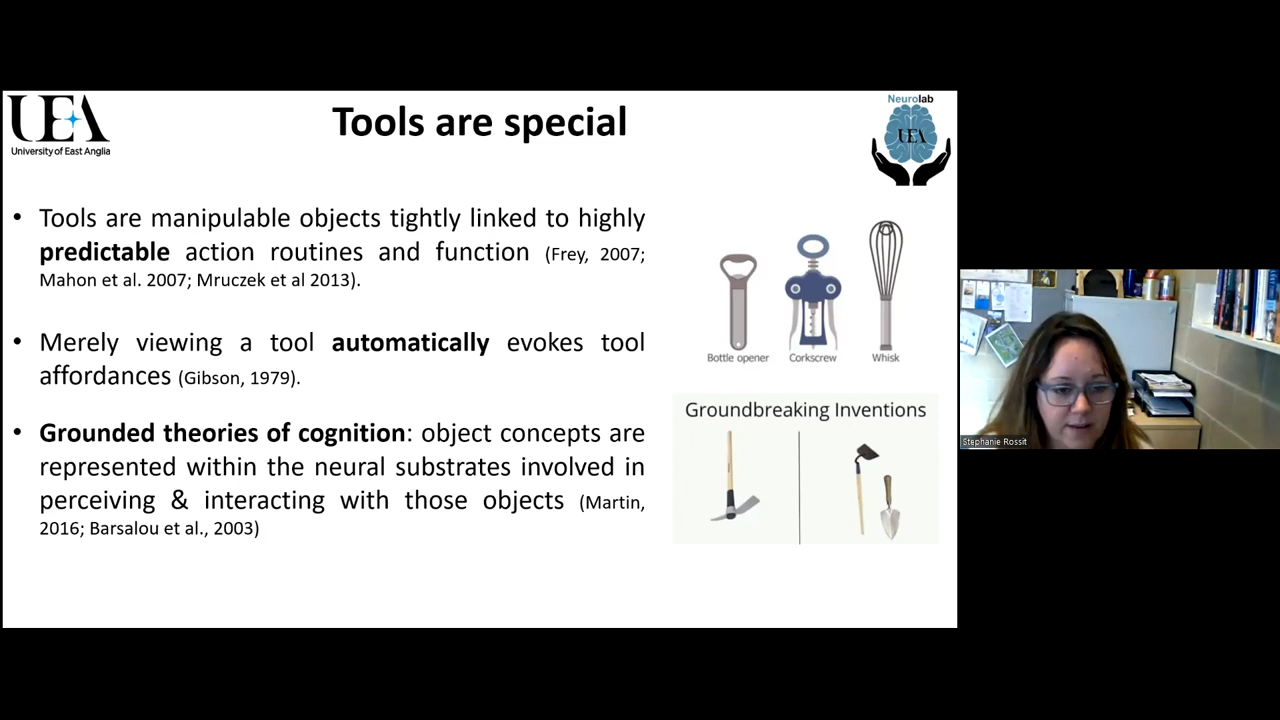 UEA
University of East Anglia
Tools are special
Neurolab
UEA
• Tools are manipulable objects tightly linked to highly
predictable action routines and function (Frey, 2007;
Mahon et al. 2007; Mruczek et al 2013).
• Merely viewing a tool automatically evokes tool
affordances (Gibson, 1979).
• Grounded theories of cognition: object concepts are
represented within the neural substrates involved in
perceiving & interacting with those objects (Martin,
2016; Barsalou et al., 2003)
Bottle opener Corkscrew Whisk
Groundbreaking Inventions
Stephanie Rossit